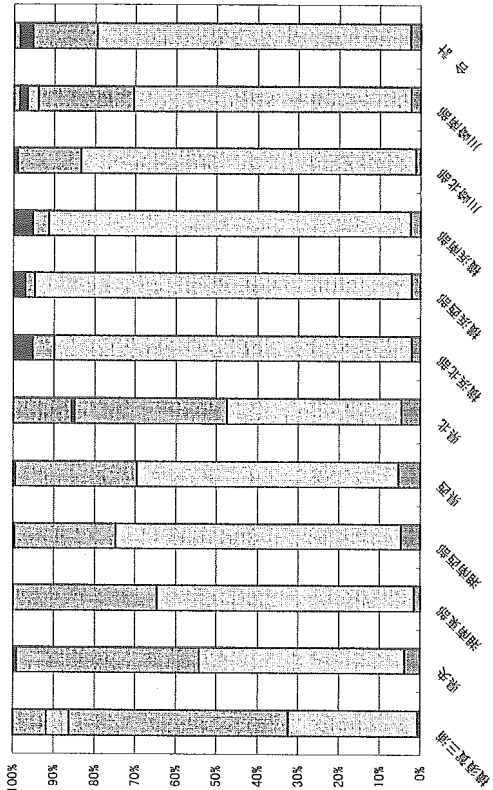 100%
90%
80%
70%
60%
50%
40%
30%
20%
10%
0%
横須賀三浦
県央
湘南東部
湘南西部
県西
県北
横浜北部
横浜西部
横浜南部
川崎北部
川崎南部
合計